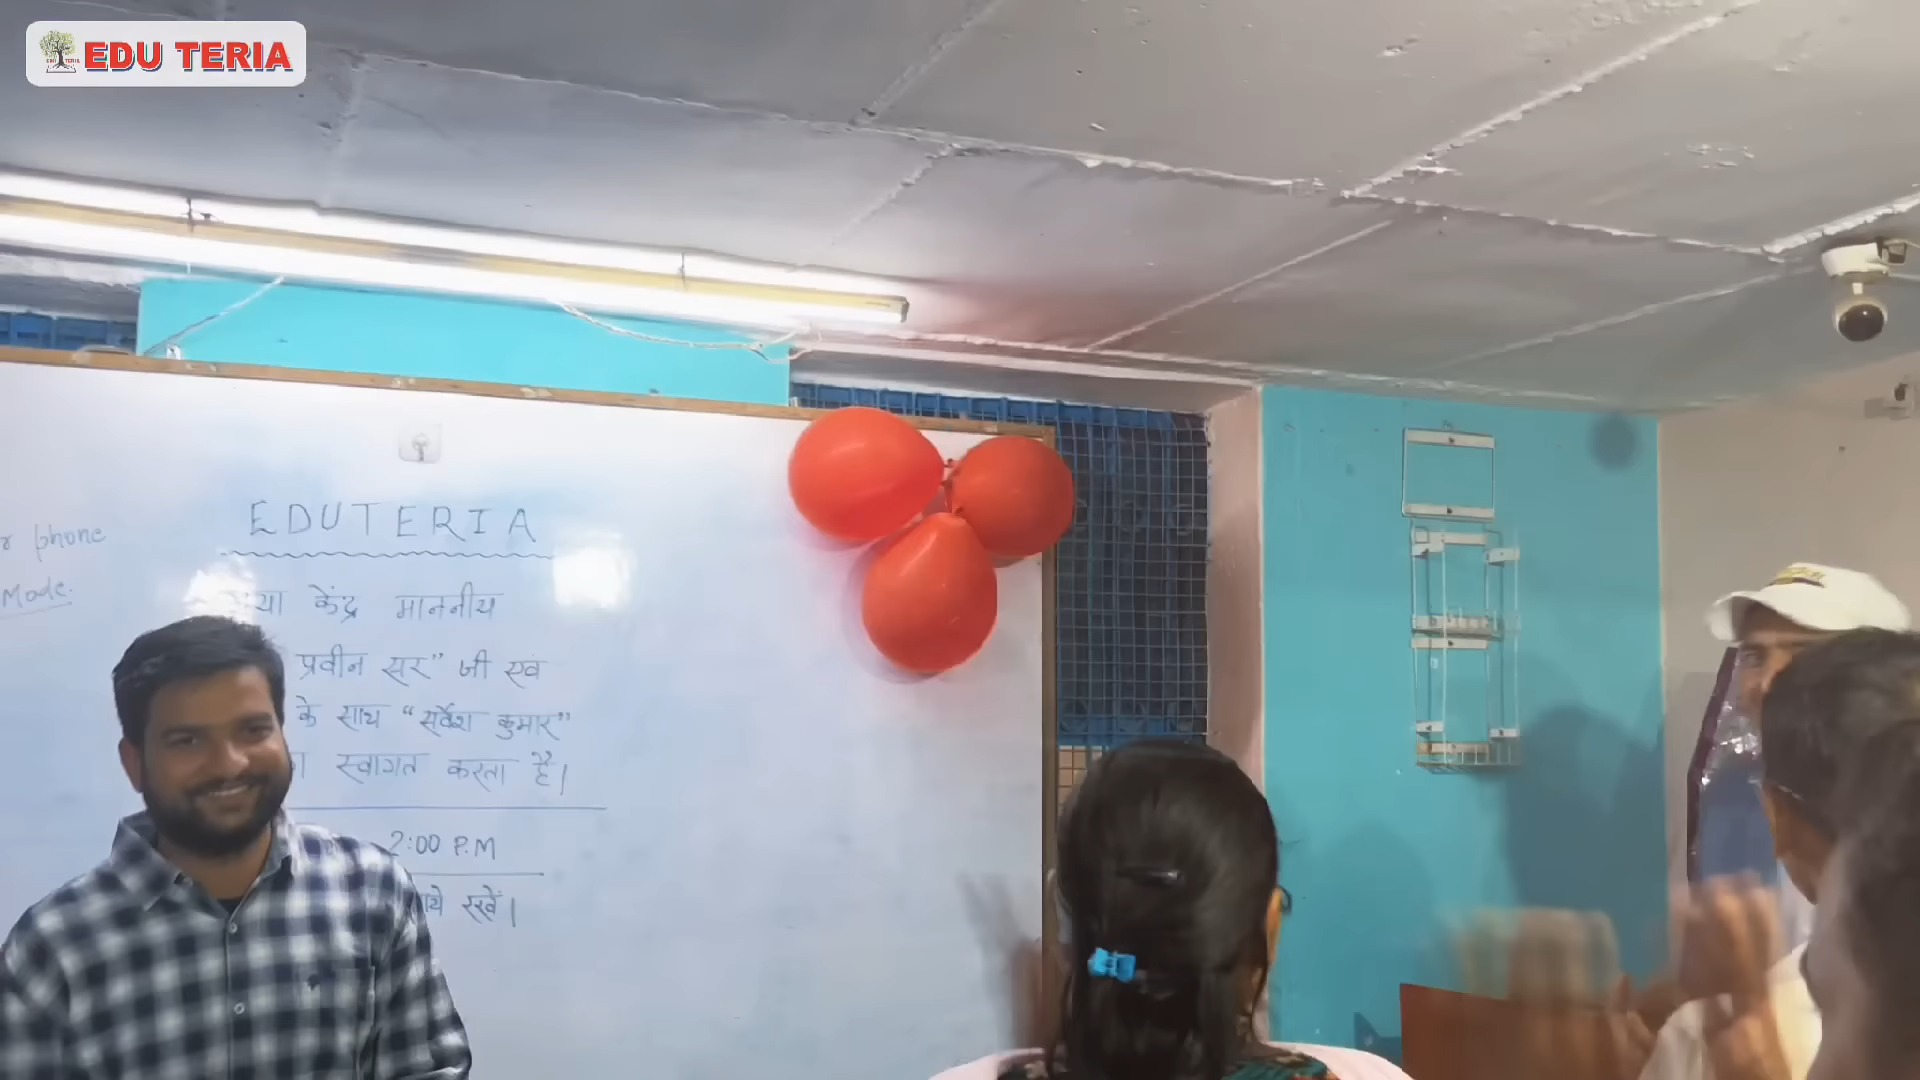 EDU TERIA
phone
Mode.
EDUTERIA
केंद्र माननीय
प्रवीन सर” जी एवं
के साथ “सर्वेश कुमार”
स्वागत करता है।
2:00 P.M
रखें।